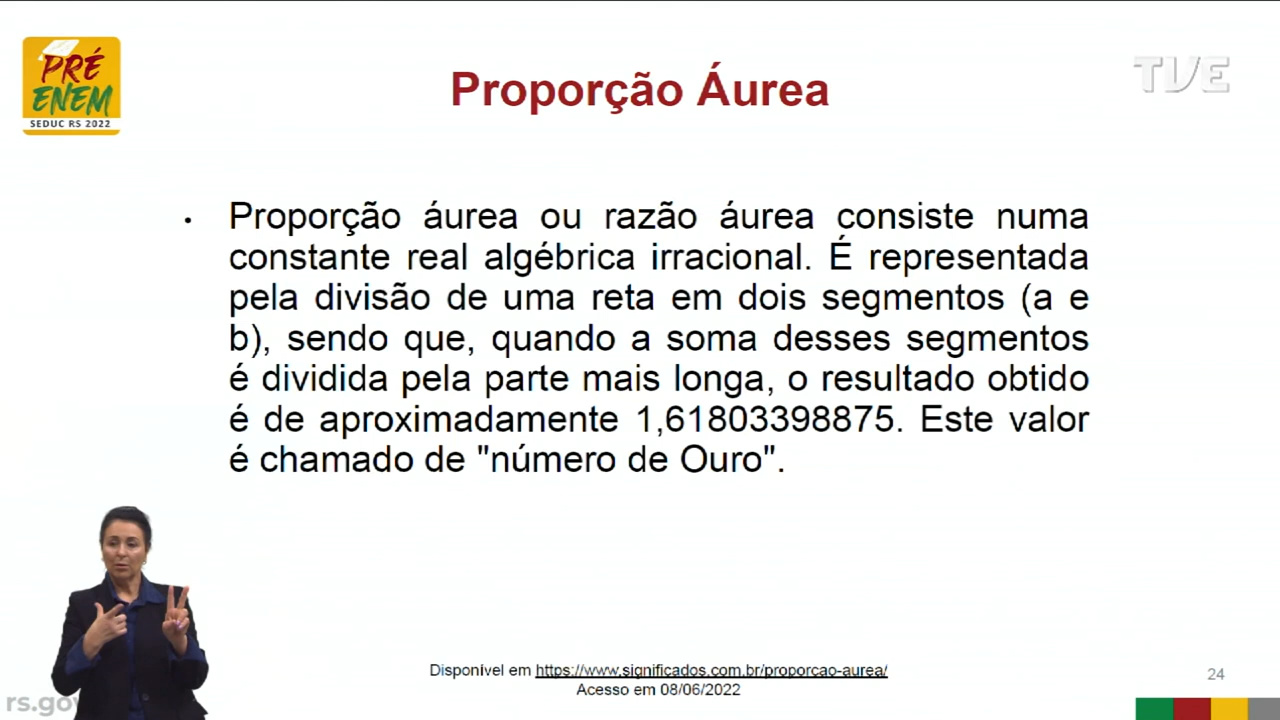 PRÉ
ENEM
SEDUC RS 2022
Proporção Áurea
TVE
• Proporção áurea ou razão áurea consiste numa
constante real algébrica irracional. É representada
pela divisão de uma reta em dois segmentos (a e
b), sendo que, quando a soma desses segmentos
é dividida pela parte mais longa, o resultado obtido
é de aproximadamente 1,61803398875. Este valor
é chamado de "número de Ouro".
Disponível em https://www.significados.com.br/proporcao-aurea/
Acesso em 08/06/2022
24
rs.gov